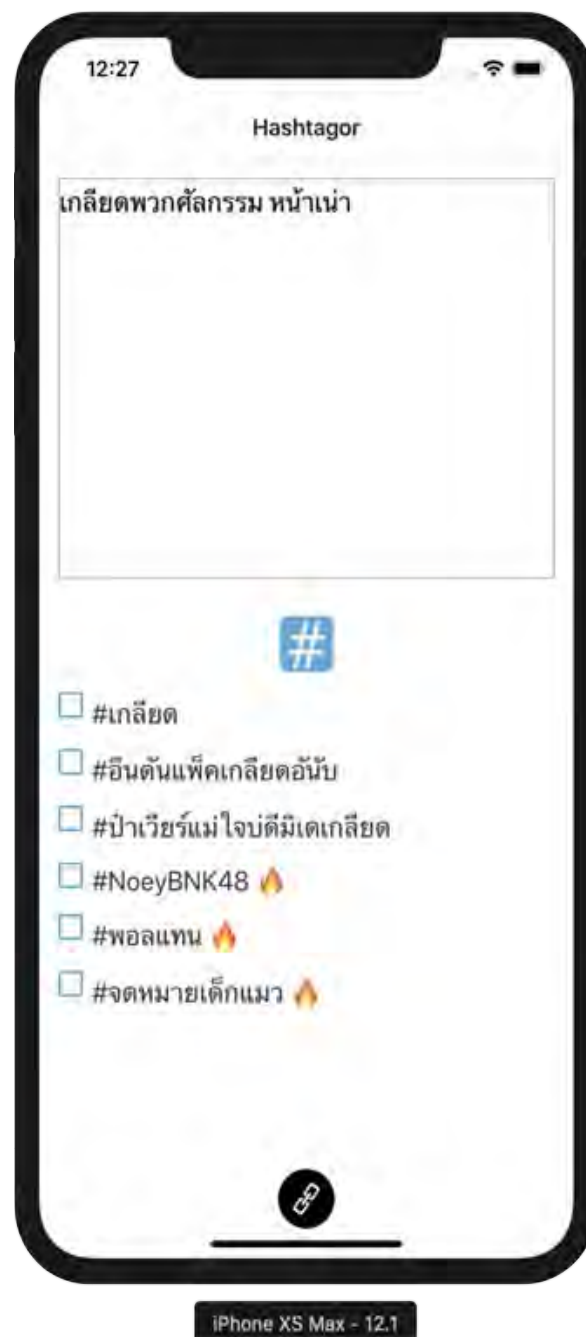 12:27
Hashtagor
เกลียดพวกศัลกรรม หน้าเน่า
#
#เกลียด
#อินดันแพ็คเกลียดอันับ
#ป๋าเวียร์แม่ใจบ่ดีมิเดเกลียด
#NoeyBNK48 🔥
#พอลแทน 🔥
#จดหมายเด็กแมว 🔥
iPhone XS Max - 12.1